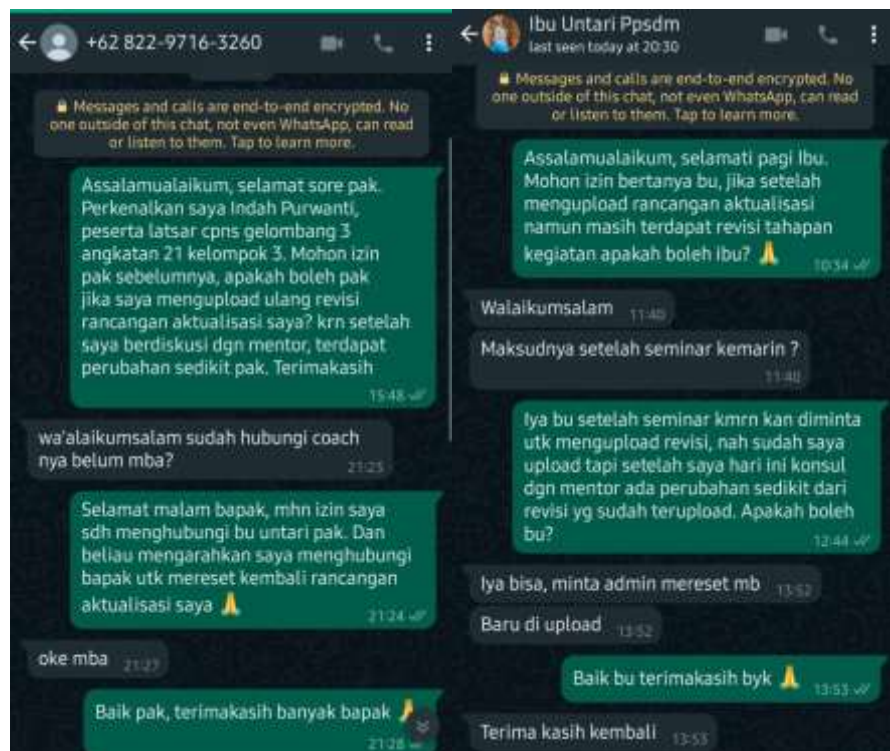 +62 822-9716-3260
Messages and calls are end-to-end encrypted. No
one outside of this chat, not even WhatsApp, can read
or listen to them. Tap to learn more.
Assalamualaikum, selamat sore pak.
Perkenalkan saya Indah Purwanti,
peserta latsar cpns gelombang 3
angkatan 21 kelompok 3. Mohon izin
pak sebelumnya, apakah boleh pak
jika saya mengupload ulang revisi
rancangan aktualisasi saya? krn setelah
saya berdiskusi dgn mentor, terdapat
perubahan sedikit pak. Terimakasih
15:48
wa'alaikumsalam sudah hubungi coach
nya belum mba?
21:23
Selamat malam bapak, mhn izin saya
sdh menghubungi bu untari pak. Dan
beliau mengarahkan saya menghubungi
bapak utk mereset kembali rancangan
aktualisasi saya 🙏
21:24
oke mba
21:27
Baik pak, terimakasih banyak bapak 🙏
21:28
Ibu Untari Ppsdm
last seen today at 20:30
Messages and calls are end-to-end encrypted. No
one outside of this chat, not even WhatsApp, can read
or listen to them. Tap to learn more.
Assalamualaikum, selamati pagi Ibu.
Mohon izin bertanya bu, jika setelah
mengupload rancangan aktualisasi
namun masih terdapat revisi tahapan
kegiatan apakah boleh ibu? 🙏
10:34
Walaikumsalam
11:40
Maksudnya setelah seminar kemarin ?
11:40
Iya bu setelah seminar kmrn kan diminta
utk mengupload revisi, nah sudah saya
upload tapi setelah saya hari ini konsul
dgn mentor ada perubahan sedikit dari
revisi yg sudah terupload. Apakah boleh
bu?
12:44
Iya bisa, minta admin mereset mb
13:52
Baru di upload
13:52
Baik bu terimakasih byk 🙏
13:53
Terima kasih kembali
13:53